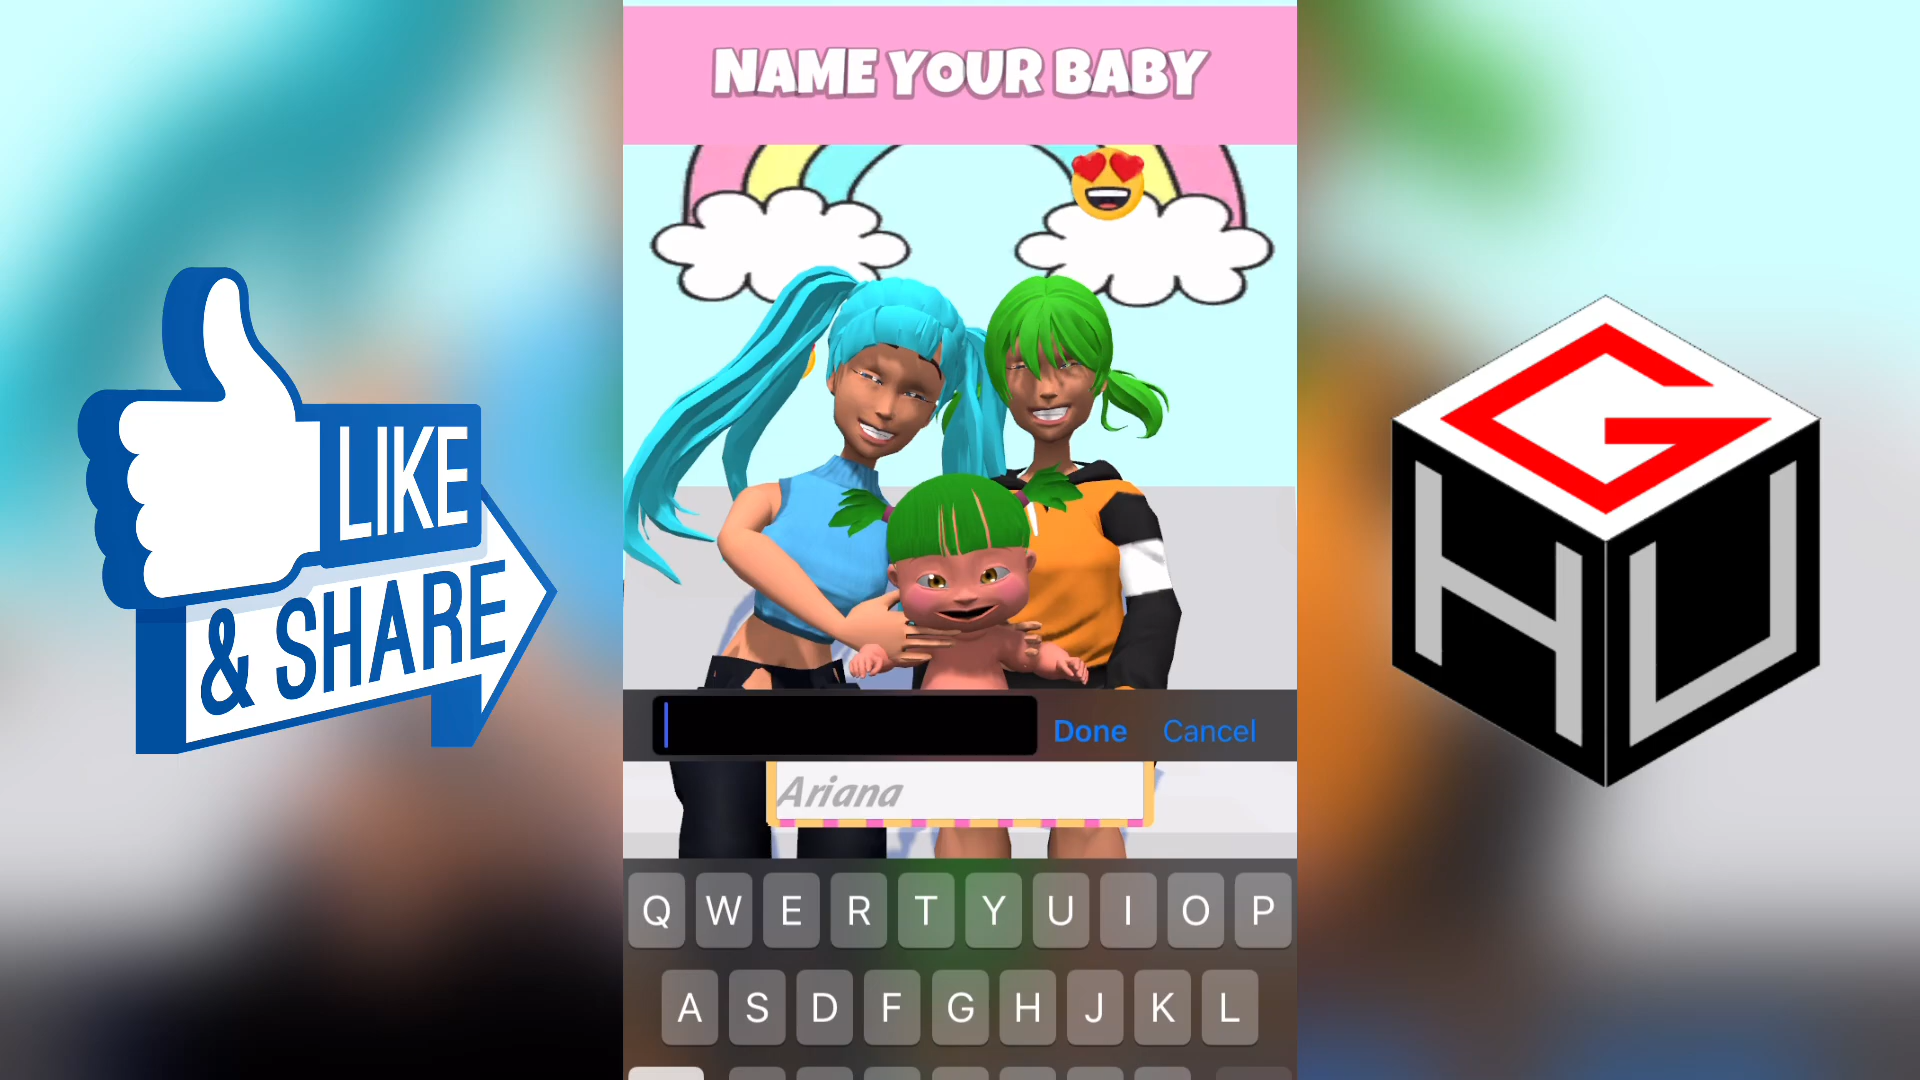 NAME YOUR BABY
LIKE
& SHARE
G
H U
Done Cancel
Ariana
Q W E R T Y U I O P
A S D F G H J K L